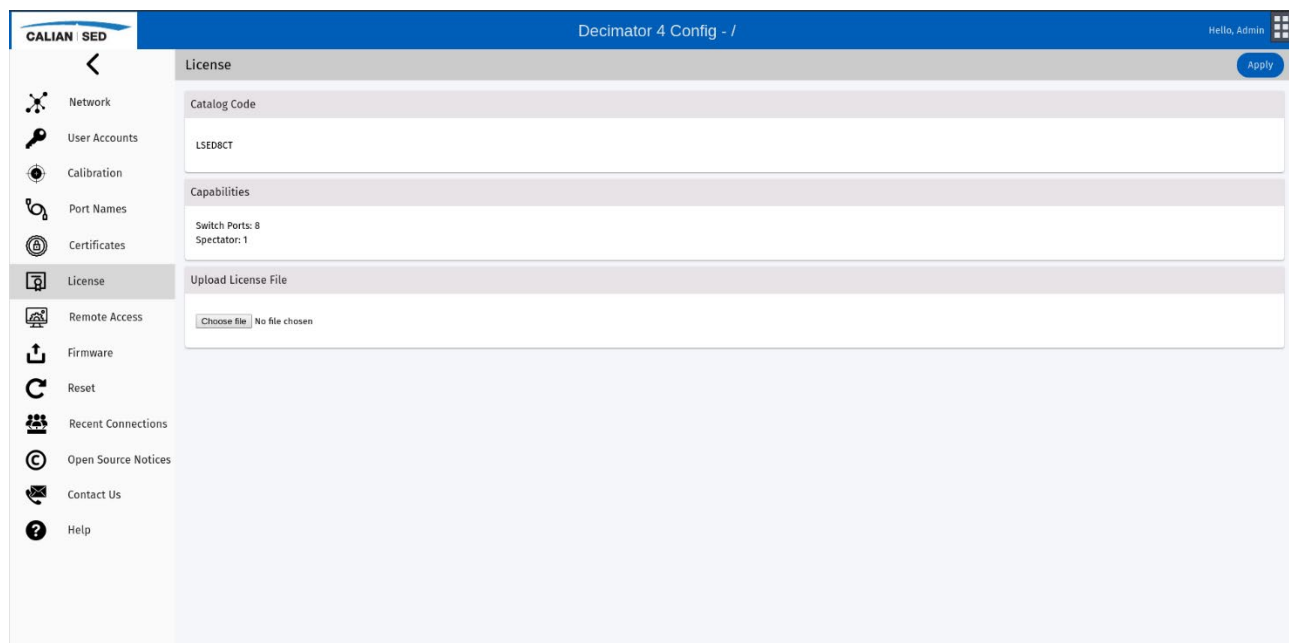 CALIAN SED
Decimator 4 Config - /
Hello, Admin
License
Apply
Network
User Accounts
Calibration
Port Names
Certificates
License
Remote Access
Firmware
Reset
Recent Connections
Open Source Notices
Contact Us
Help
Catalog Code
LSED8CT
Capabilities
Switch Ports: 8
Spectator: 1
Upload License File
Choose file No file chosen